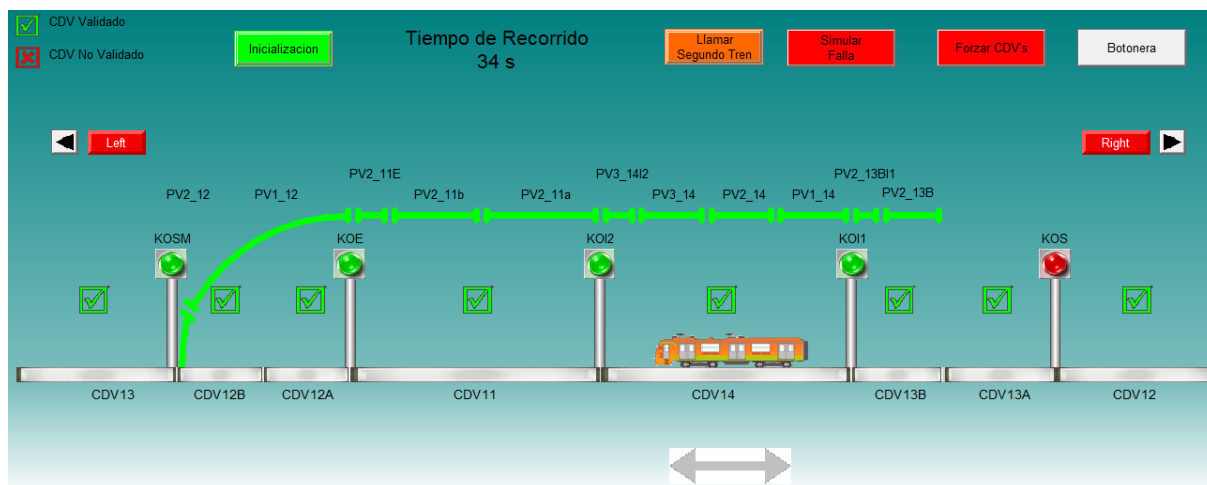 CDV Validado
CDV No Validado
Inicializacion
Tiempo de Recorrido
34 s
Llamar
Segundo Tren
Simular
Falla
Forzar CDV's
Botonera
Left
Right
PV2_11E
PV3_14I2
PV2_13BI1
PV2_12
PV1_12
PV2_11b
PV2_11a
PV3_14
PV2_14
PV1_14
PV2_13B
KOSM
KOE
KOI2
KOI1
KOS
CDV13
CDV12B
CDV12A
CDV11
CDV14
CDV13B
CDV13A
CDV12